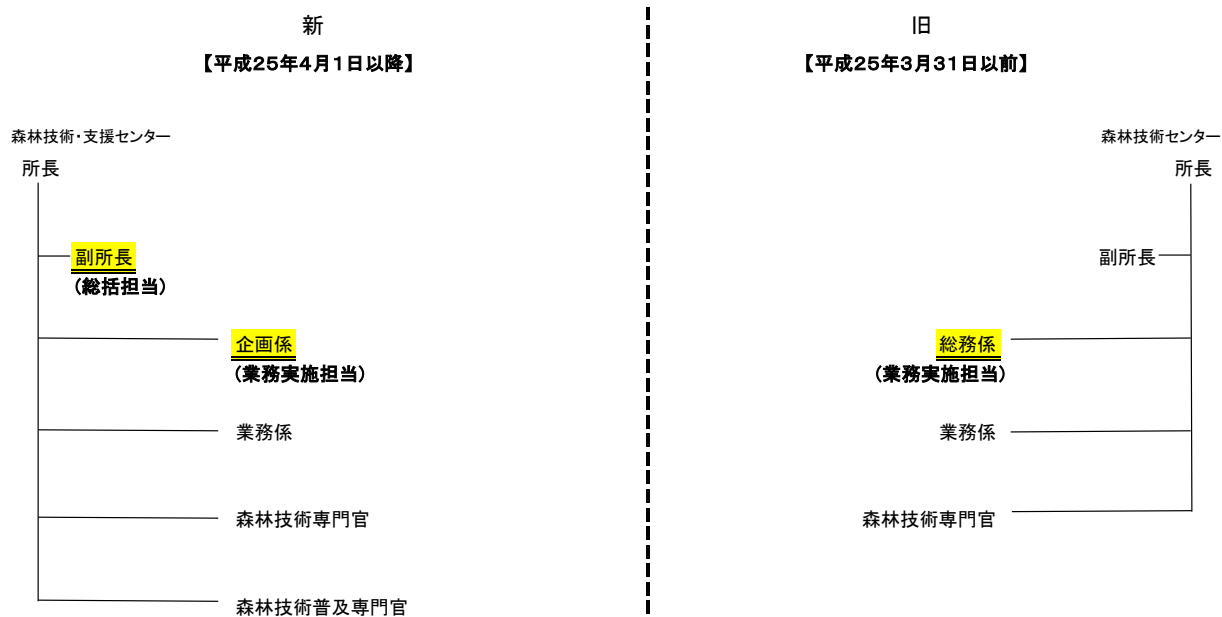 新
【平成25年4月1日以降】
森林技術・支援センター
所長
副所長
(総括担当)
企画係
(業務実施担当)
業務係
森林技術専門官
森林技術普及専門官
旧
【平成25年3月31日以前】
森林技術センター
所長
副所長
総務係
(業務実施担当)
業務係
森林技術専門官